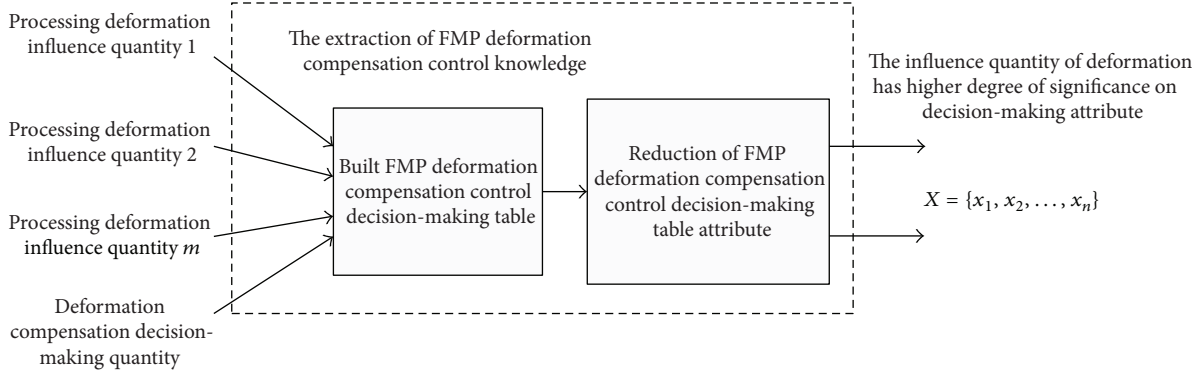 Processing deformation
influence quantity 1
Processing deformation
influence quantity 2
Processing deformation
influence quantity m
Deformation
compensation decision-
making quantity
The extraction of FMP deformation
compensation control knowledge
Built FMP deformation
compensation control
decision-making table
Reduction of FMP
deformation compensation
control decision-making
table attribute
The influence quantity of deformation
has higher degree of significance on
decision-making attribute
X = {x₁, x₂, . . . , xₙ}